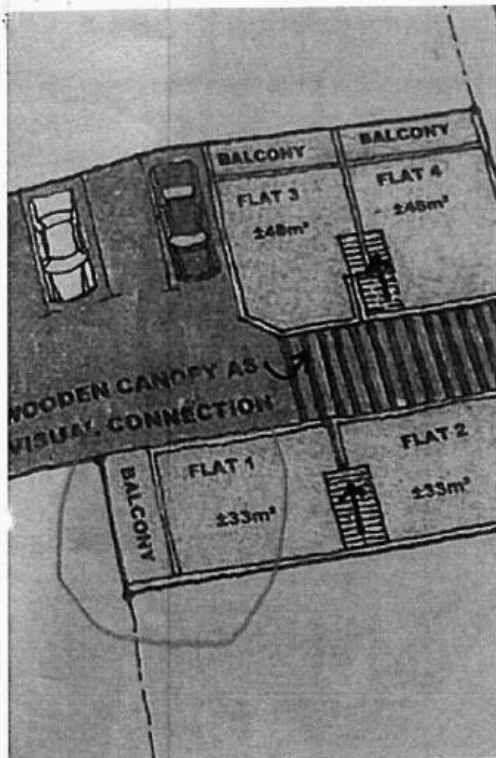 BALCONY
BALCONY
FLAT 3
±48m²
FLAT 4
±48m²
WOODEN CANOPY AS
VISUAL CONNECTION
BALCONY
FLAT 1
±33m²
FLAT 2
±33m²